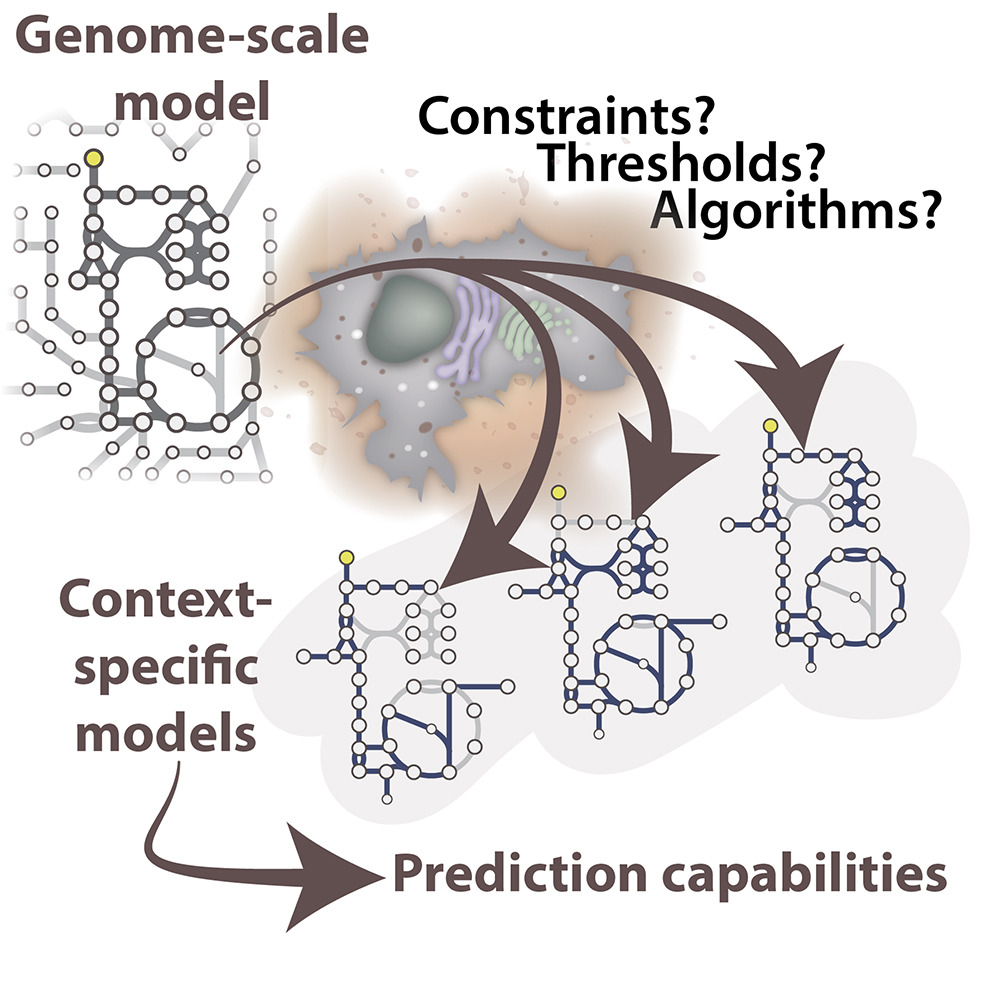 Genome-scale
model
Constraints?
Thresholds?
Algorithms?
Context-
specific
models
Prediction capabilities